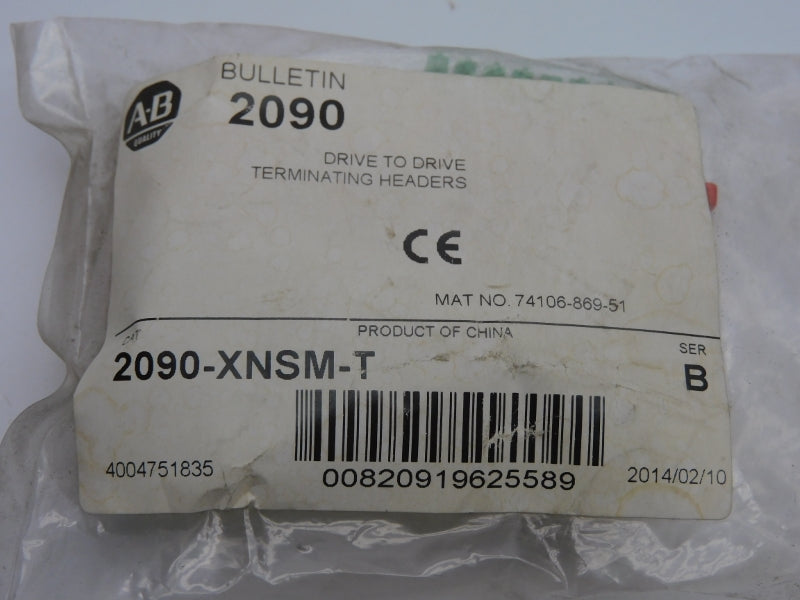 A-B
QUALITY
BULLETIN
2090
DRIVE TO DRIVE
TERMINATING HEADERS
CE
MAT NO. 74106-869-51
PRODUCT OF CHINA
CAT
SER
2090-XNSM-T
B
4004751835
00820919625589
2014/02/10